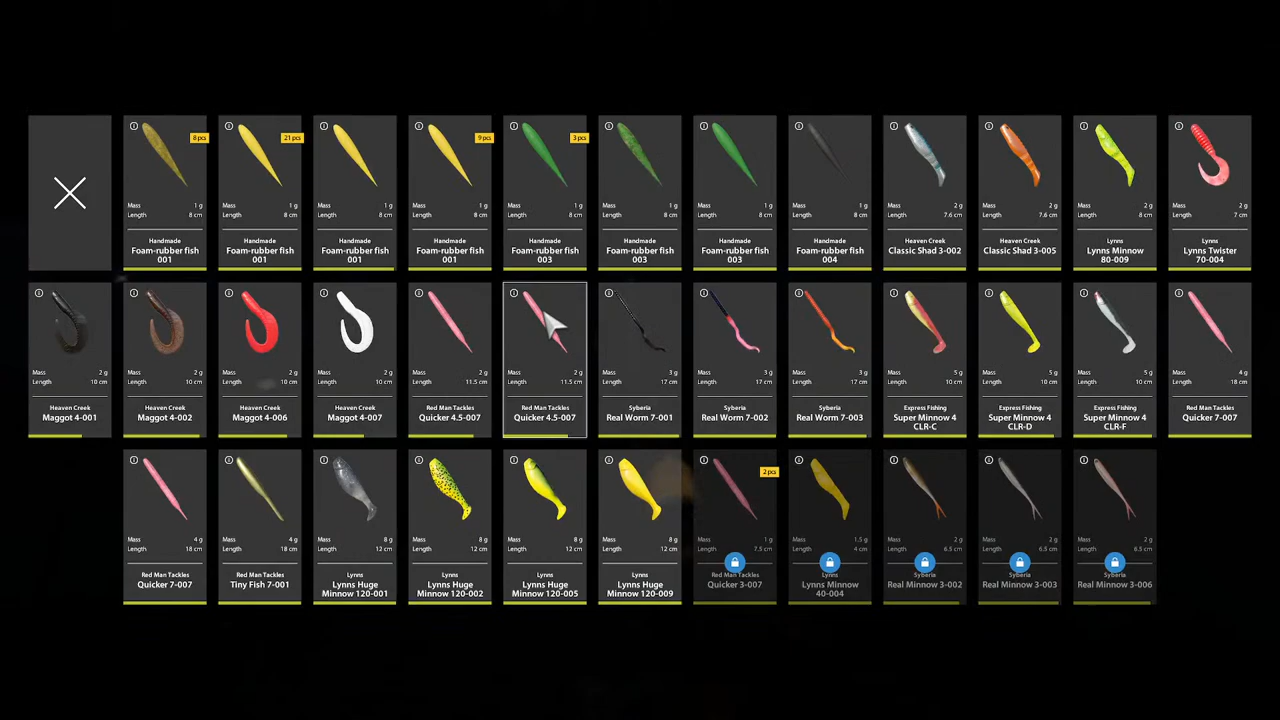 8 pcs
Mass 1 g
Length 8 cm
Handmade
Foam-rubber fish
001
21 pcs
Mass 1 g
Length 8 cm
Handmade
Foam-rubber fish
001
Mass 1 g
Length 8 cm
Handmade
Foam-rubber fish
001
9 pcs
Mass 1 g
Length 8 cm
Handmade
Foam-rubber fish
001
3 pcs
Mass 1 g
Length 8 cm
Handmade
Foam-rubber fish
003
Mass 1 g
Length 8 cm
Handmade
Foam-rubber fish
003
Mass 1 g
Length 8 cm
Handmade
Foam-rubber fish
003
Mass 1 g
Length 8 cm
Handmade
Foam-rubber fish
004
Mass 2 g
Length 7.6 cm
Heaven Creek
Classic Shad 3-002
Mass 2 g
Length 7.6 cm
Heaven Creek
Classic Shad 3-005
Mass 2 g
Length 8 cm
Lynns
Lynns Minnow
80-009
Mass 2 g
Length 7 cm
Lynns
Lynns Twister
70-004
Mass 2 g
Length 10 cm
Heaven Creek
Maggot 4-001
Mass 2 g
Length 10 cm
Heaven Creek
Maggot 4-002
Mass 2 g
Length 10 cm
Heaven Creek
Maggot 4-006
Mass 2 g
Length 10 cm
Heaven Creek
Maggot 4-007
Mass 2 g
Length 11.5 cm
Red Man Tackles
Quicker 4.5-007
Mass 2 g
Length 11.5 cm
Red Man Tackles
Quicker 4.5-007
Mass 3 g
Length 17 cm
Syberia
Real Worm 7-001
Mass 3 g
Length 17 cm
Syberia
Real Worm 7-002
Mass 3 g
Length 17 cm
Syberia
Real Worm 7-003
Mass 5 g
Length 10 cm
Express Fishing
Super Minnow 4
CLR-C
Mass 5 g
Length 10 cm
Express Fishing
Super Minnow 4
CLR-D
Mass 5 g
Length 10 cm
Express Fishing
Super Minnow 4
CLR-F
Mass 4 g
Length 18 cm
Red Man Tackles
Quicker 7-007
Mass 4 g
Length 18 cm
Red Man Tackles
Quicker 7-007
Mass 4 g
Length 18 cm
Red Man Tackles
Tiny Fish 7-001
Mass 8 g
Length 12 cm
Lynns
Lynns Huge
Minnow 120-001
Mass 8 g
Length 12 cm
Lynns
Lynns Huge
Minnow 120-002
Mass 8 g
Length 12 cm
Lynns
Lynns Huge
Minnow 120-005
Mass 8 g
Length 12 cm
Lynns
Lynns Huge
Minnow 120-009
2 pcs
Mass 1 g
Length 7.5 cm
Red Man Tackles
Quicker 3-007
Mass 1.5 g
Length 4 cm
Lynns
Lynns Minnow
40-004
Mass 2 g
Length 6.5 cm
Syberia
Real Minnow 3-002
Mass 2 g
Length 6.5 cm
Syberia
Real Minnow 3-003
Mass 2 g
Length 6.5 cm
Syberia
Real Minnow 3-006